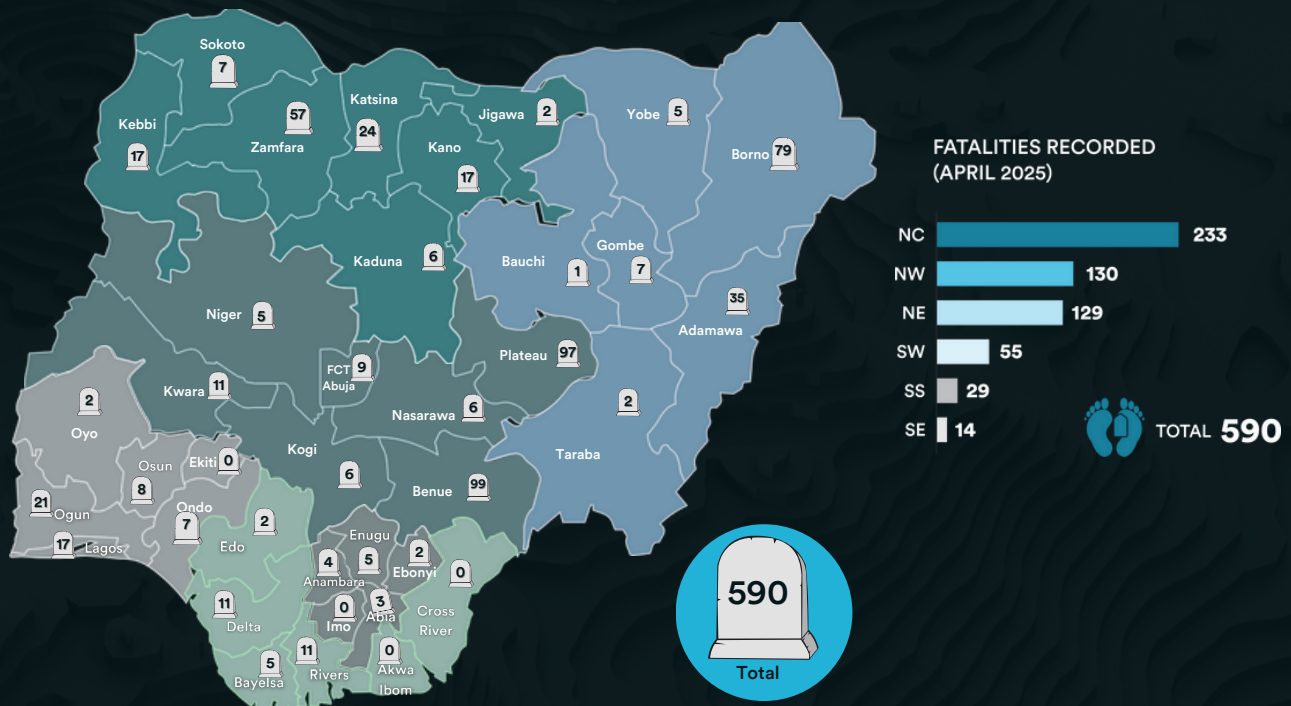 Sokoto
7
Kebbi
17
Zamfara
57
Katsina
24
Kano
17
Jigawa
2
Yobe
5
Borno
79
Kaduna
6
Bauchi
1
Gombe
7
Adamawa
35
Niger
5
FCT
Abuja
9
Plateau
97
Kwara
11
Nasarawa
6
Taraba
2
Oyo
2
Kogi
6
Benue
99
Osun
8
Ekiti
0
Ogun
21
Ondo
7
Lagos
17
Edo
2
Enugu
5
Anambara
4
Ebonyi
2
Cross
River
0
Imo
0
Abia
3
Delta
11
Bayelsa
5
Rivers
11
Akwa
Ibom
0
FATALITIES RECORDED
(APRIL 2025)
NC 233
NW 130
NE 129
SW 55
SS 29
SE 14
TOTAL 590
590
Total